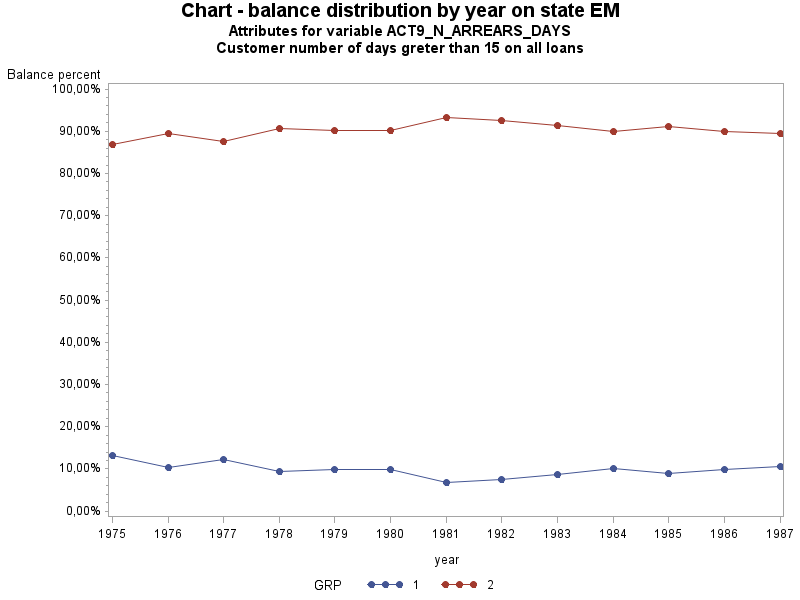 Chart - balance distribution by year on state EM
Attributes for variable ACT9_N_ARREARS_DAYS
Customer number of days greter than 15 on all loans
Balance percent
100,00%
90,00%
80,00%
70,00%
60,00%
50,00%
40,00%
30,00%
20,00%
10,00%
0,00%
1975 1976 1977 1978 1979 1980 1981 1982 1983 1984 1985 1986 1987
year
GRP 1 2